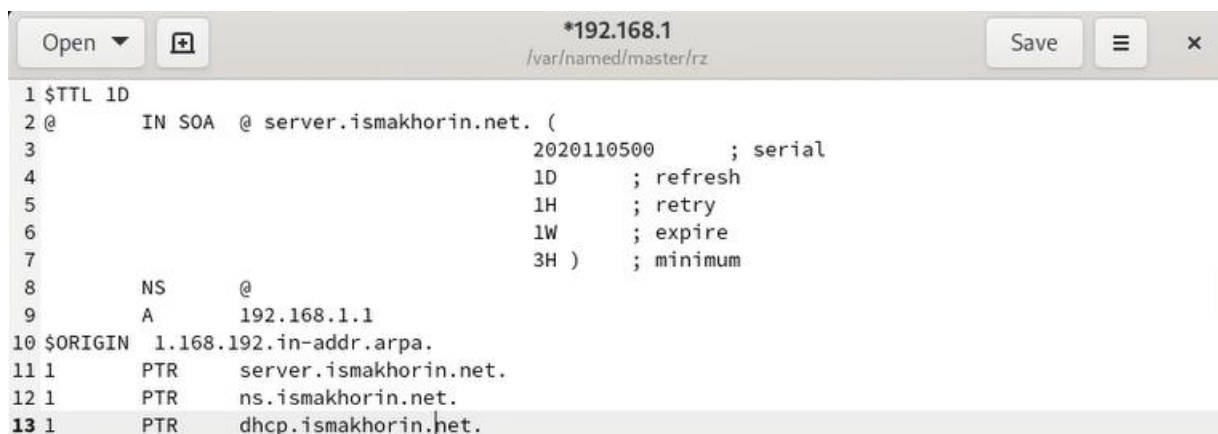 Open *192.168.1 Save
/var/named/master/rz
1 $TTL 1D
2 @ IN SOA @ server.ismakhorin.net. (
3 2020110500 ; serial
4 1D ; refresh
5 1H ; retry
6 1W ; expire
7 3H ) ; minimum
8 NS @
9 A 192.168.1.1
10 $ORIGIN 1.168.192.in-addr.arpa.
11 1 PTR server.ismakhorin.net.
12 1 PTR ns.ismakhorin.net.
13 1 PTR dhcp.ismakhorin.net.